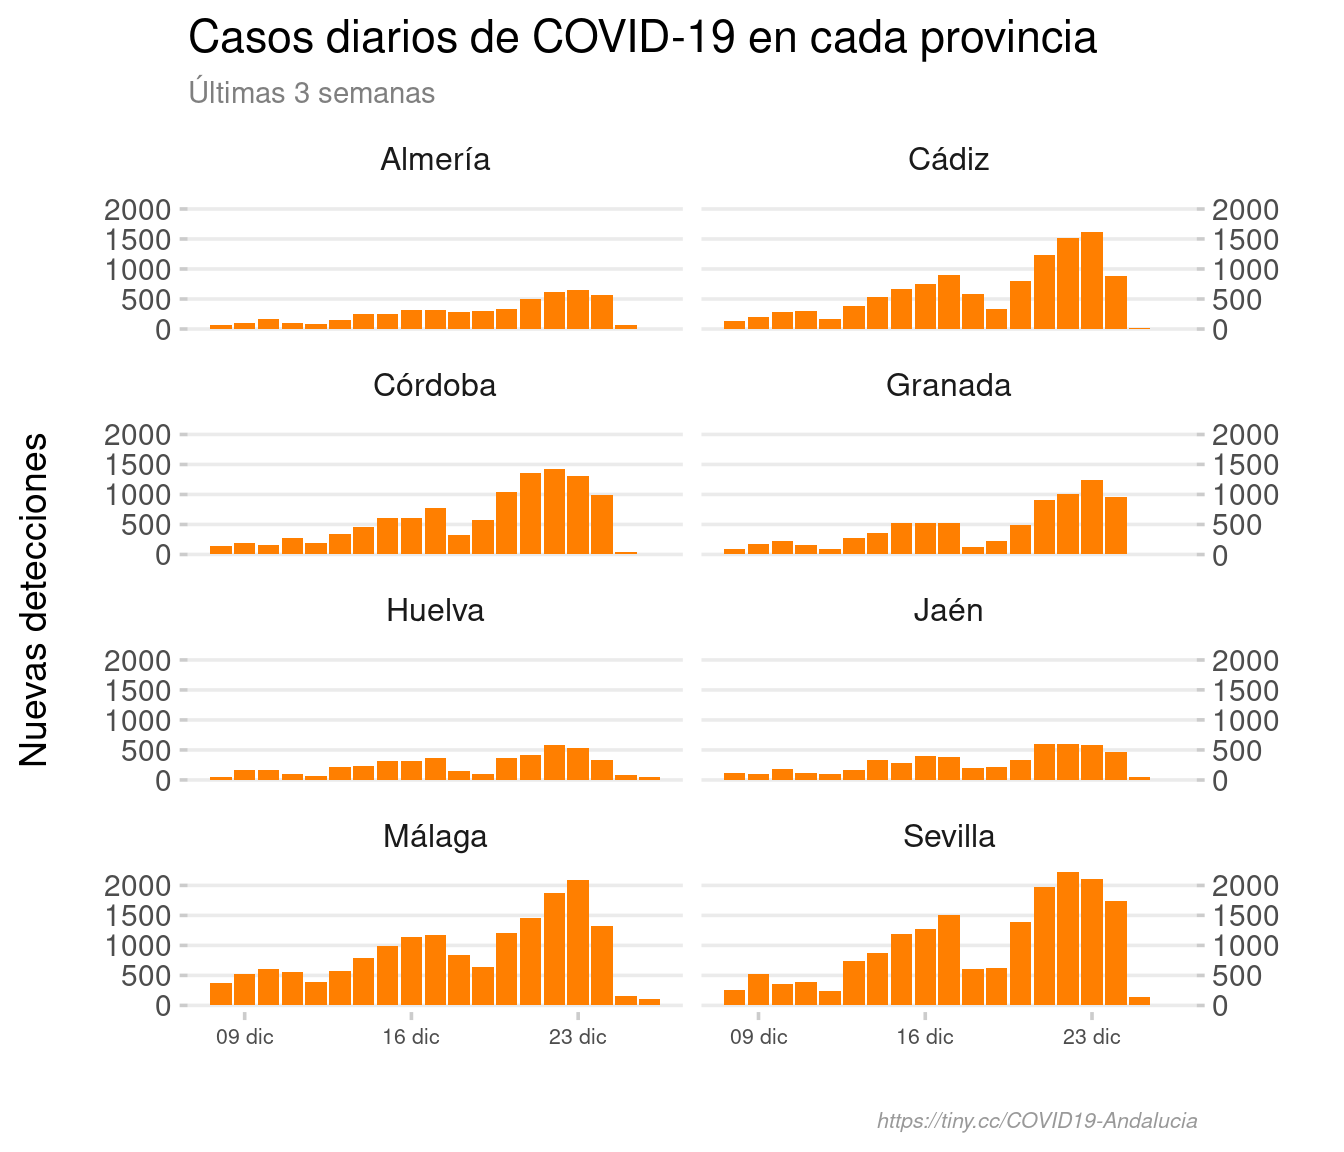 Casos diarios de COVID-19 en cada provincia
Últimas 3 semanas
Nuevas detecciones
Almería
Cádiz
2000
1500
1000
500
0
2000
1500
1000
500
0
Córdoba
Granada
2000
1500
1000
500
0
2000
1500
1000
500
0
Huelva
Jaén
2000
1500
1000
500
0
2000
1500
1000
500
0
Málaga
Sevilla
2000
1500
1000
500
0
2000
1500
1000
500
0
09 dic
16 dic
23 dic
09 dic
16 dic
23 dic
https://tiny.cc/COVID19-Andalucia